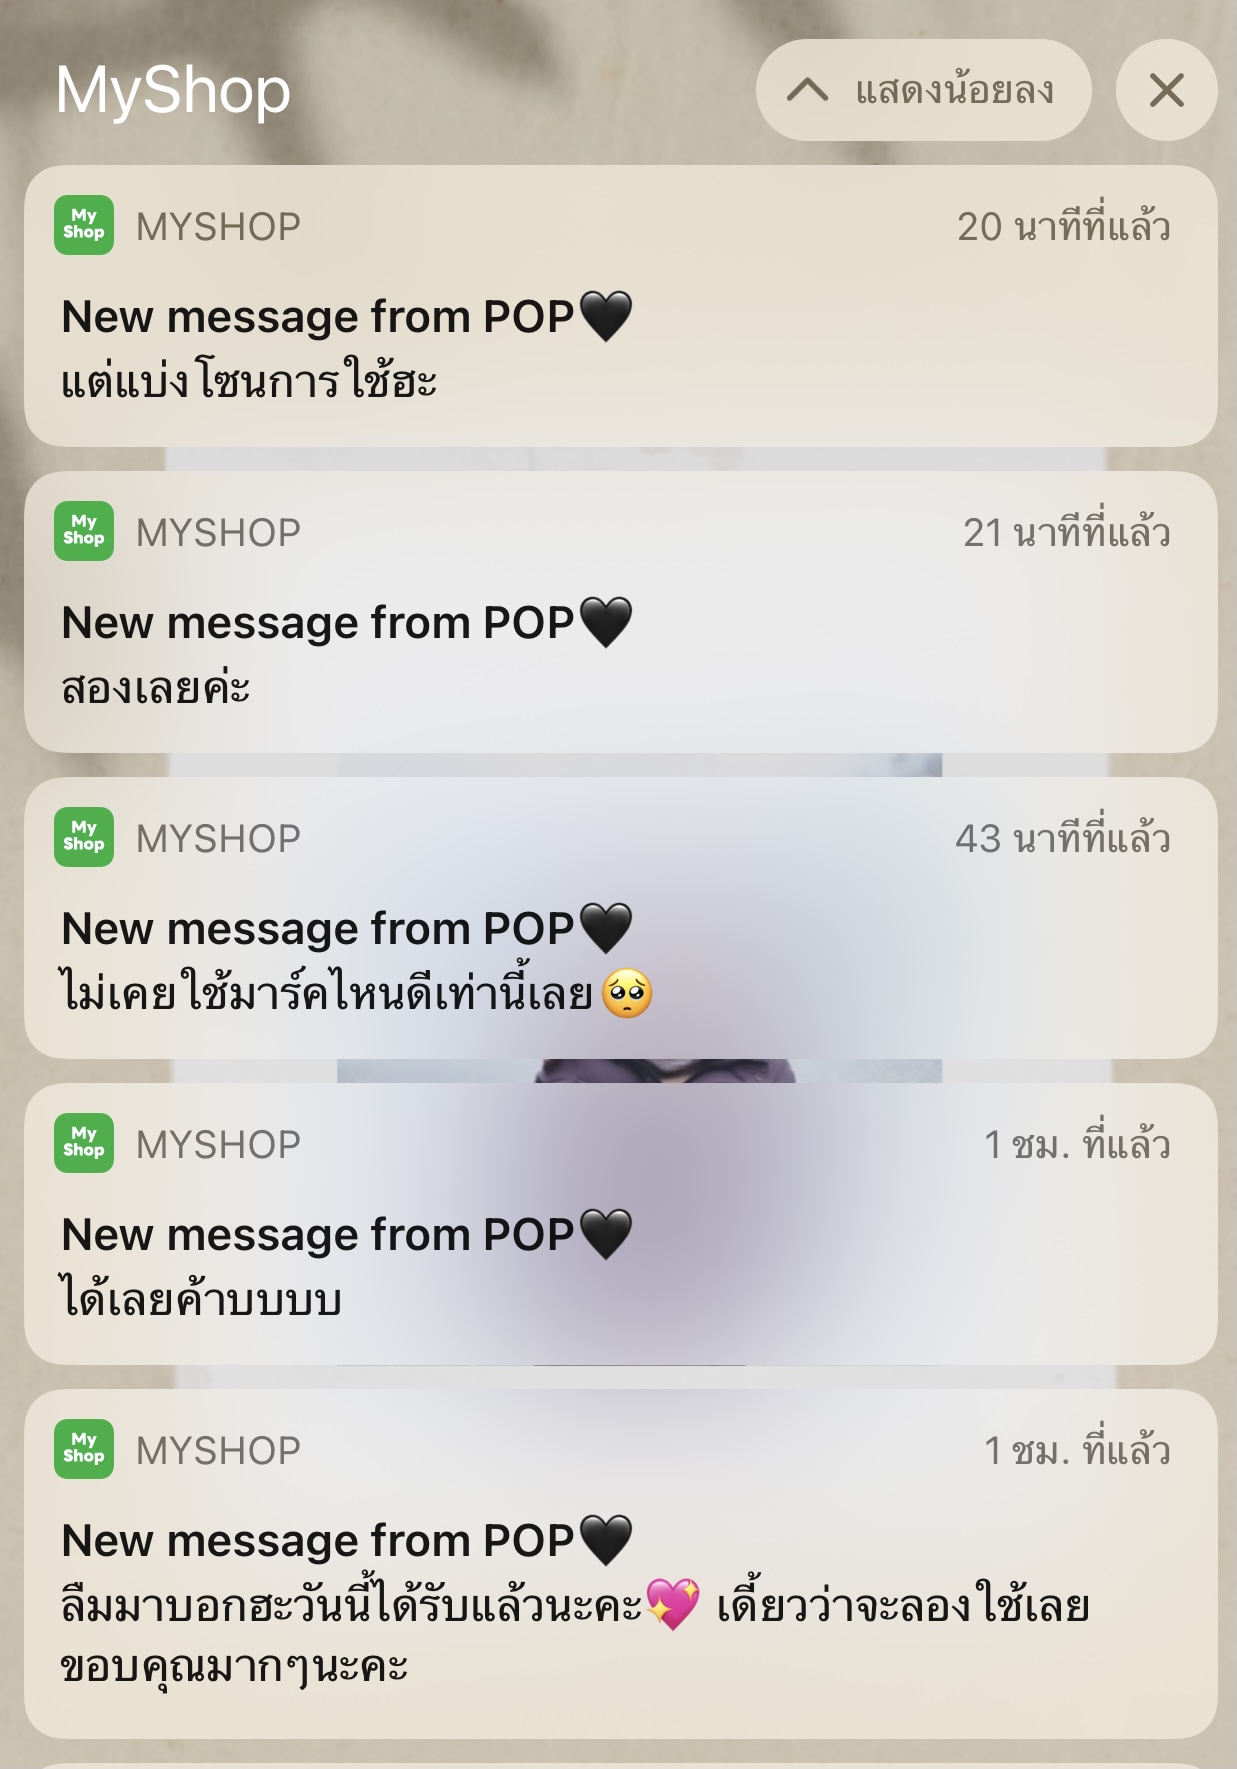 MyShop
แสดงน้อยลง
My
Shop
MYSHOP
20 นาทีที่แล้ว
New message from POP🖤
แต่แบ่งโซนการใช้ฮะ
My
Shop
MYSHOP
21 นาทีที่แล้ว
New message from POP🖤
สองเลยค่ะ
My
Shop
MYSHOP
43 นาทีที่แล้ว
New message from POP🖤
ไม่เคยใช้มาร์คไหนดีเท่านี้เลย🥺
My
Shop
MYSHOP
1 ชม. ที่แล้ว
New message from POP🖤
ได้เลยค้าบบบบ
My
Shop
MYSHOP
1 ชม. ที่แล้ว
New message from POP🖤
ลืมมาบอกฮะวันนี้ได้รับแล้วนะคะ💖 เดี้ยวว่าจะลองใช้เลย
ขอบคุณมากๆนะคะ